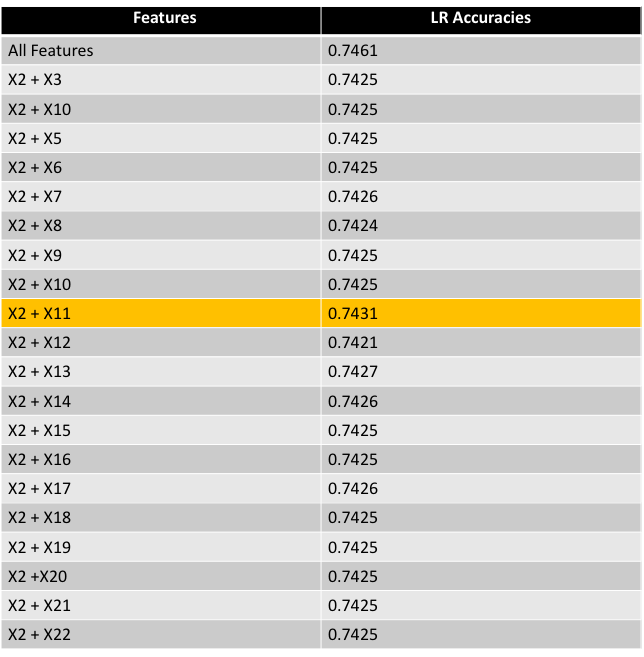 Features LR Accuracies
All Features 0.7461
X2 + X3 0.7425
X2 + X10 0.7425
X2 + X5 0.7425
X2 + X6 0.7425
X2 + X7 0.7426
X2 + X8 0.7424
X2 + X9 0.7425
X2 + X10 0.7425
X2 + X11 0.7431
X2 + X12 0.7421
X2 + X13 0.7427
X2 + X14 0.7426
X2 + X15 0.7425
X2 + X16 0.7425
X2 + X17 0.7426
X2 + X18 0.7425
X2 + X19 0.7425
X2 +X20 0.7425
X2 + X21 0.7425
X2 + X22 0.7425